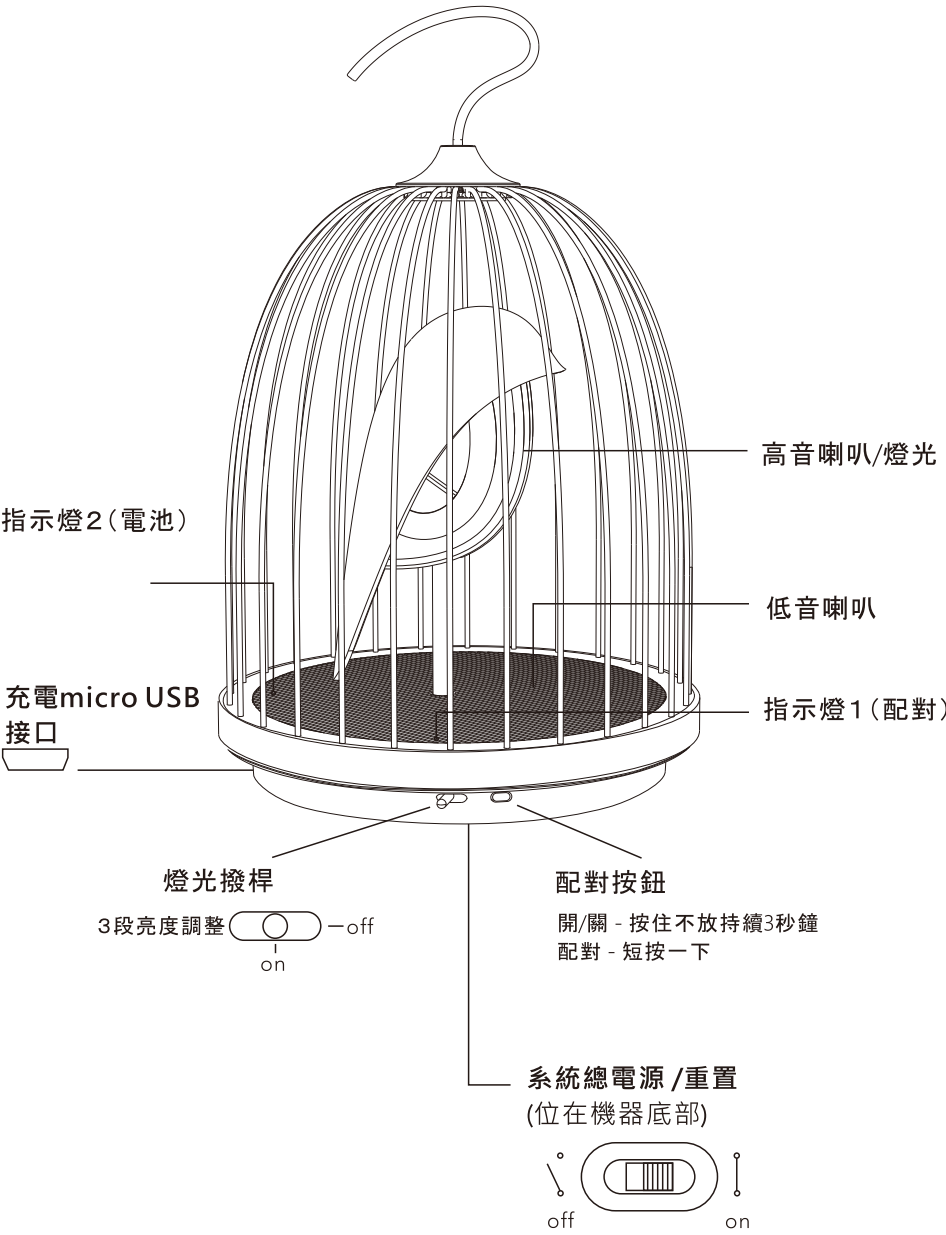 高音喇叭/燈光
指示燈2(電池)
低音喇叭
充電micro USB
接口
指示燈1(配對)
燈光撥桿
3段亮度調整
off
on
配對按鈕
開/關 - 按住不放持續3秒鐘
配對 - 短按一下
系統總電源 /重置
(位在機器底部)
off
on